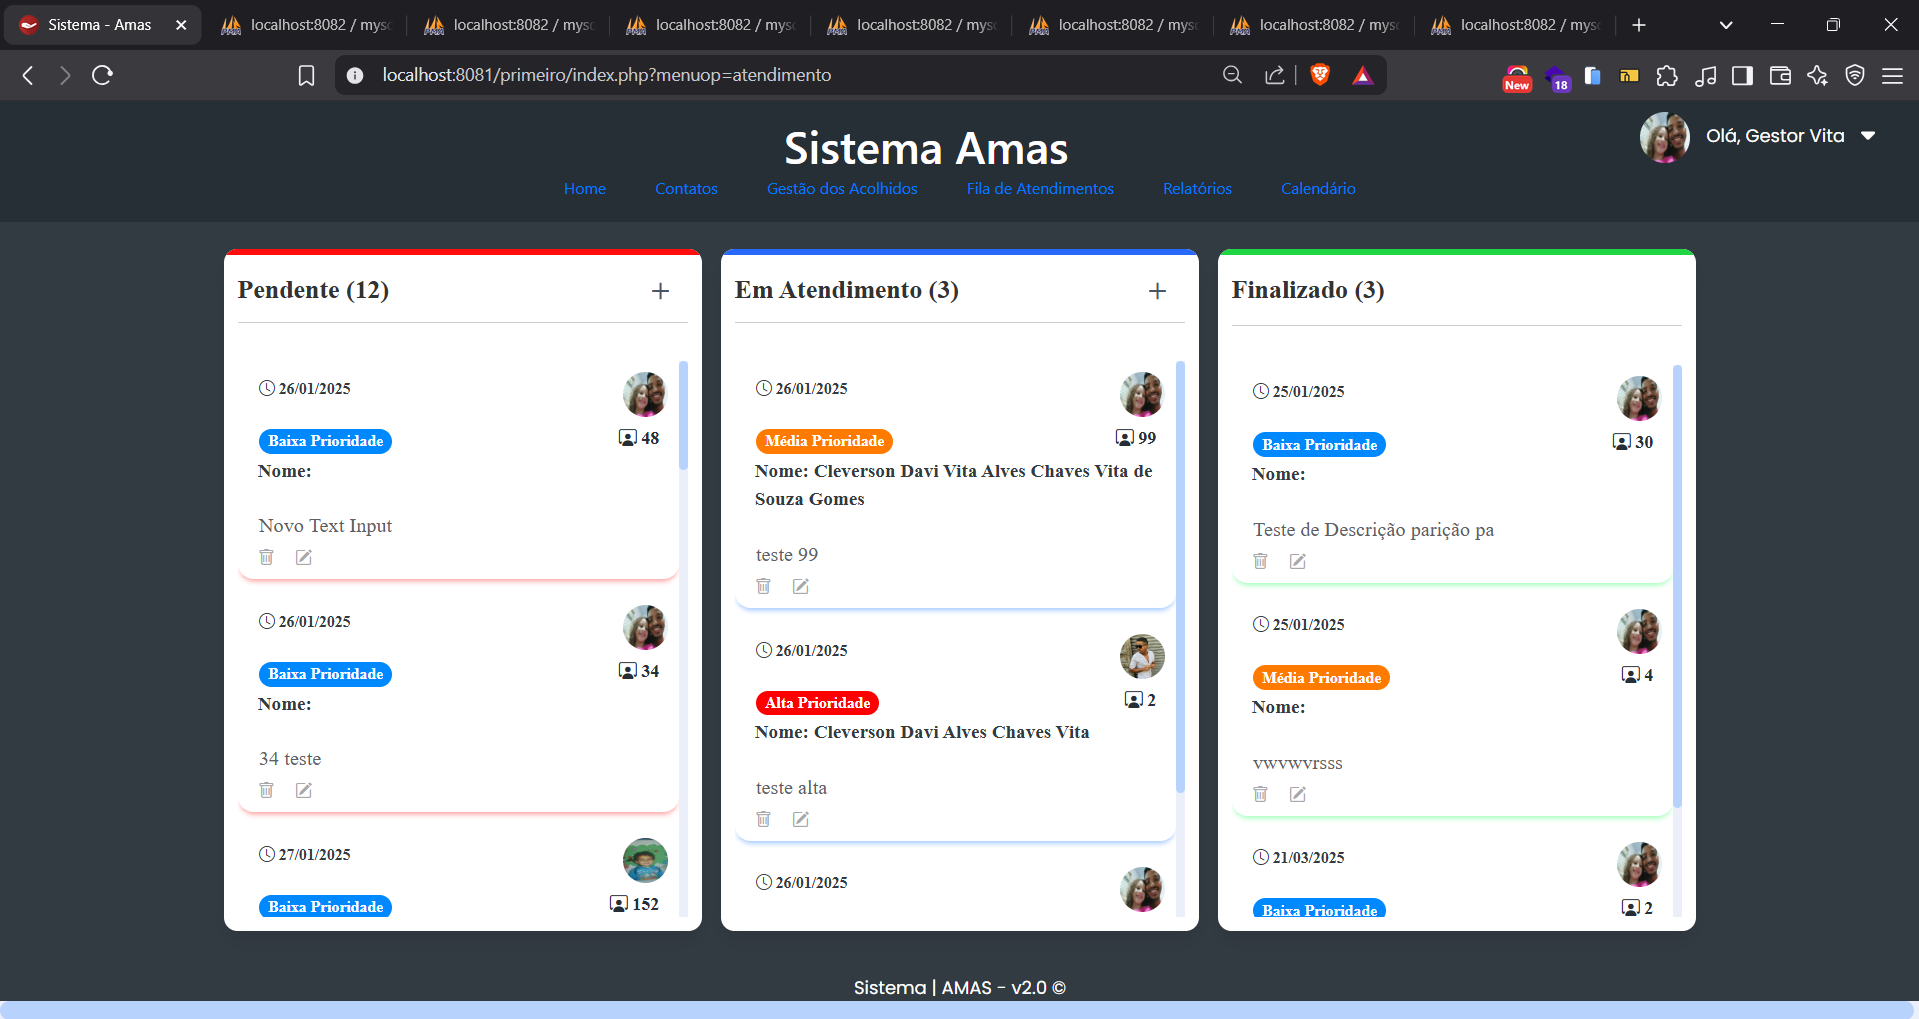 Sistema - Amas
localhost:8082 / mys
localhost:8082 / mys
localhost:8082 / mys
localhost:8082 / mys
localhost:8082 / mys
localhost:8082 / mys
localhost:8082 / mys
localhost:8081/primeiro/index.php?menuop=atendimento
New
18
Sistema Amas
Olá, Gestor Vita
Home
Contatos
Gestão dos Acolhidos
Fila de Atendimentos
Relatórios
Calendário
Pendente (12)
26/01/2025
Baixa Prioridade
48
Nome:
Novo Text Input
26/01/2025
Baixa Prioridade
34
Nome:
34 teste
27/01/2025
Baixa Prioridade
152
Em Atendimento (3)
26/01/2025
Média Prioridade
99
Nome: Cleverson Davi Vita Alves Chaves Vita de
Souza Gomes
teste 99
26/01/2025
Alta Prioridade
2
Nome: Cleverson Davi Alves Chaves Vita
teste alta
26/01/2025
Finalizado (3)
25/01/2025
Baixa Prioridade
30
Nome:
Teste de Descrição parição pa
25/01/2025
Média Prioridade
4
Nome:
vwvwvrsss
21/03/2025
Baixa Prioridade
2
Sistema | AMAS - v2.0 ©